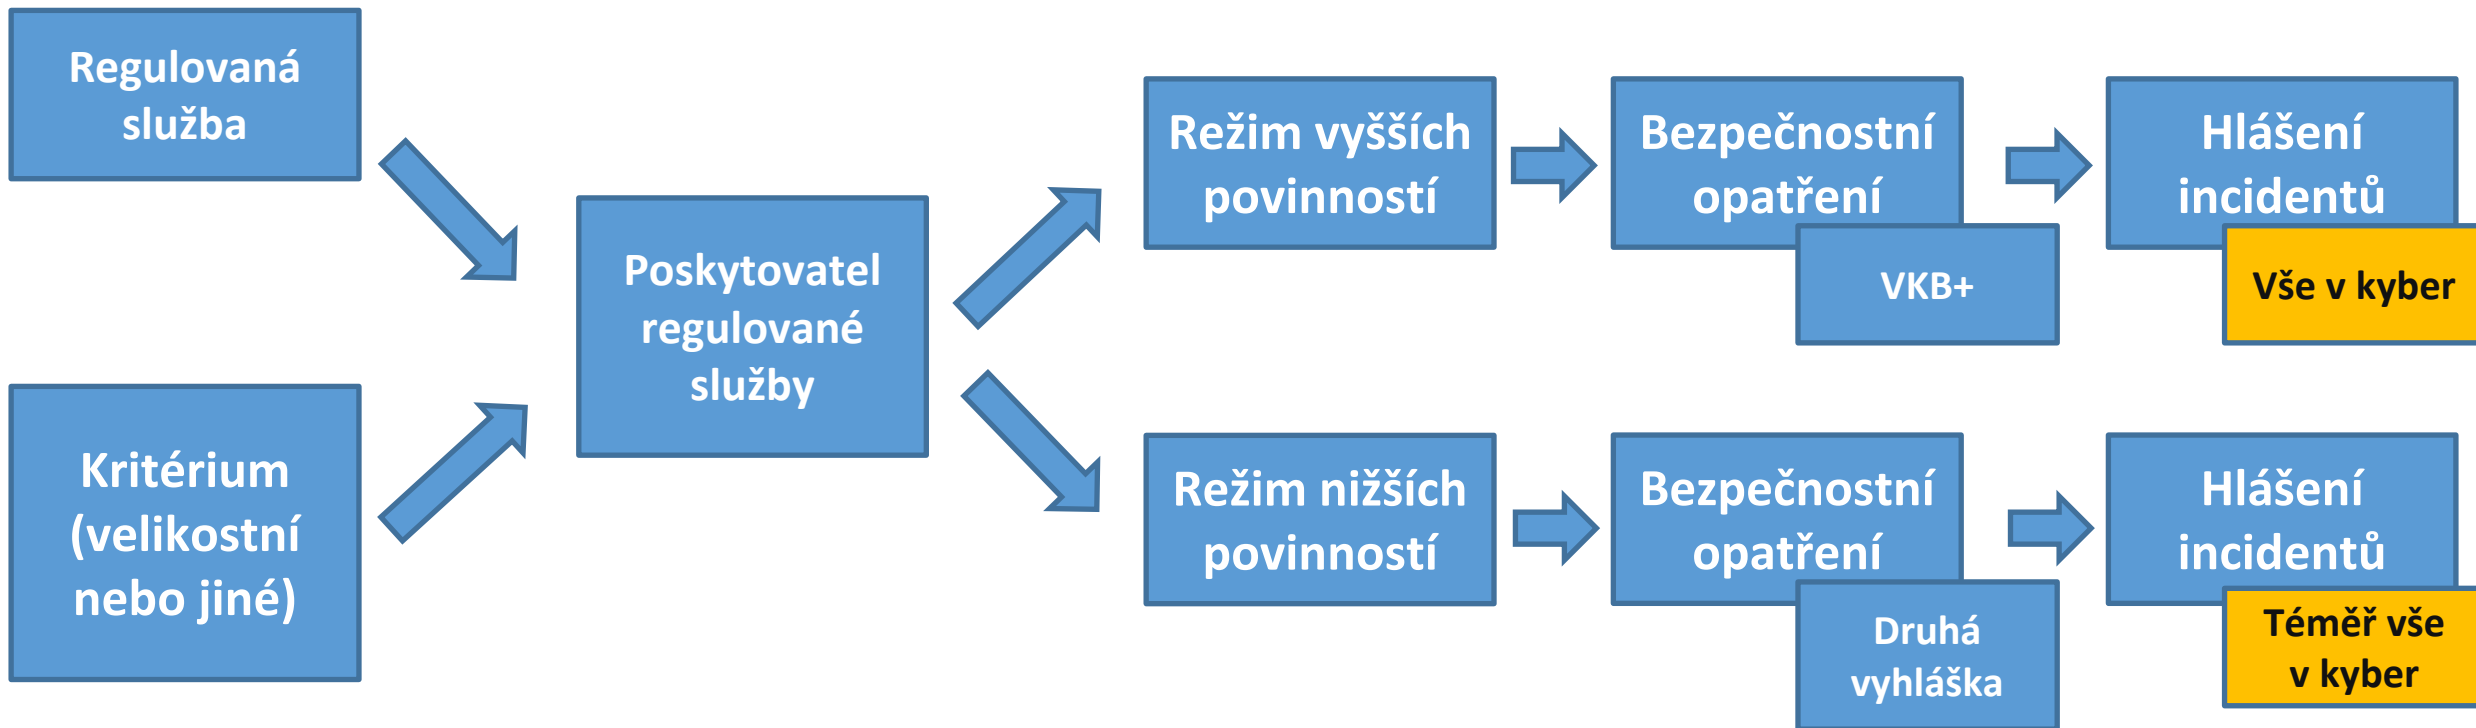 Regulovaná
služba
Kritérium
(velikostní
nebo jiné)
Poskytovatel
regulované
služby
Režim vyšších
povinností
Bezpečnostní
opatření
VKB+
Hlášení
incidentů
Vše v kyber
Režim nižších
povinností
Bezpečnostní
opatření
Druhá
vyhláška
Hlášení
incidentů
Téměř vše
v kyber